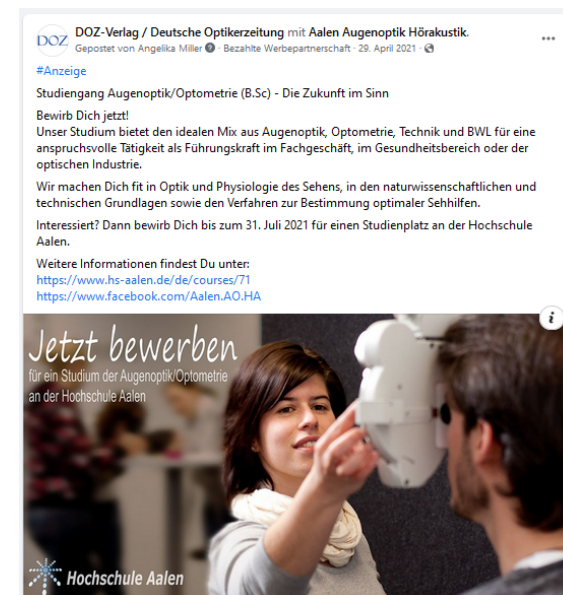 DOZ DOZ-Verlag / Deutsche Optikerzeitung mit Aalen Augenoptik Hörakustik.
Gepostet von Angelika Miller · Bezahlte Werbepartnerschaft · 29. April 2021 ·
#Anzeige
Studiengang Augenoptik/Optometrie (B.Sc) - Die Zukunft im Sinn
Bewirb Dich jetzt!
Unser Studium bietet den idealen Mix aus Augenoptik, Optometrie, Technik und BWL für eine
anspruchsvolle Tätigkeit als Führungskraft im Fachgeschäft, im Gesundheitsbereich oder der
optischen Industrie.
Wir machen Dich fit in Optik und Physiologie des Sehens, in den naturwissenschaftlichen und
technischen Grundlagen sowie den Verfahren zur Bestimmung optimaler Sehhilfen.
Interessiert? Dann bewirb Dich bis zum 31. Juli 2021 für einen Studienplatz an der Hochschule
Aalen.
Weitere Informationen findest Du unter:
https://www.hs-aalen.de/de/courses/71
https://www.facebook.com/Aalen.AO.HA
Jetzt bewerben
für ein Studium der Augenoptik/Optometrie
an der Hochschule Aalen
Hochschule Aalen